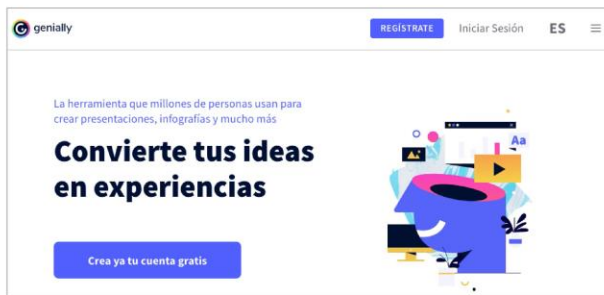 genially
REGÍSTRATE
Iniciar Sesión
ES
La herramienta que millones de personas usan para
crear presentaciones, infografías y mucho más
Convierte tus ideas
en experiencias
Aa
Crea ya tu cuenta gratis